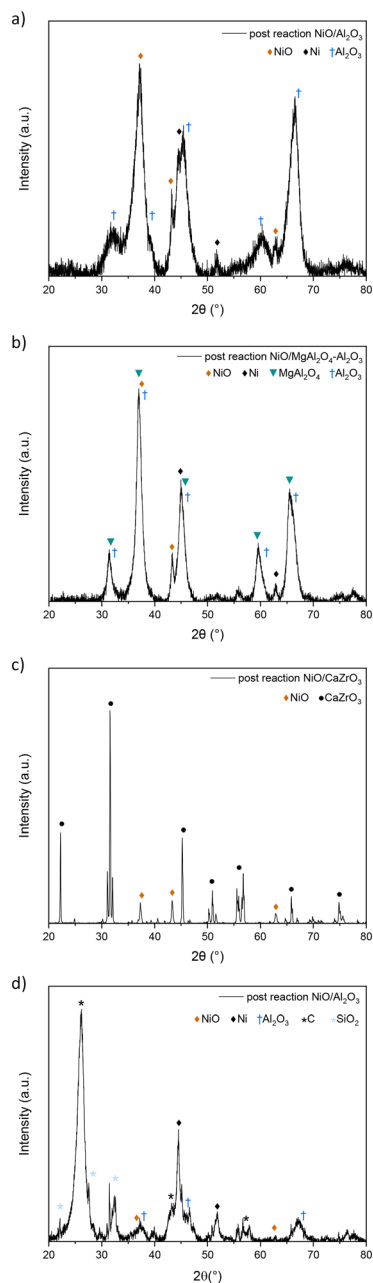 a)
post reaction NiO/Al₂O₃
♦NiO ♦Ni †Al₂O₃
Intensity (a.u.)
20 30 40 50 60 70 80
2θ (°)
b)
post reaction NiO/MgAl₂O₄-Al₂O₃
♦NiO ♦Ni ▼MgAl₂O₄ †Al₂O₃
Intensity (a.u.)
20 30 40 50 60 70 80
2θ (°)
c)
post reaction NiO/CaZrO₃
♦NiO ●CaZrO₃
Intensity (a.u.)
20 30 40 50 60 70 80
2θ (°)
d)
post reaction NiO/Al₂O₃
♦NiO ♦Ni †Al₂O₃ *C *SiO₂
Intensity (a.u.)
20 30 40 50 60 70 80
2θ(°)